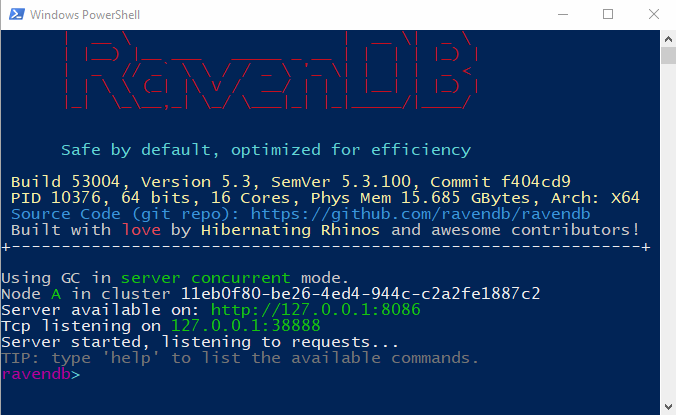 Windows PowerShell
RavenDB
Safe by default, optimized for efficiency
Build 53004, Version 5.3, SemVer 5.3.100, Commit f404cd9
PID 10376, 64 bits, 16 Cores, Phys Mem 15.685 GBytes, Arch: X64
Source Code (git repo): https://github.com/ravendb/ravendb
Built with love by Hibernating Rhinos and awesome contributors!
+---------------------------------------------------------------+
Using GC in server concurrent mode.
Node A in cluster 11eb0f80-be26-4ed4-944c-c2a2fe1887c2
Server available on: http://127.0.0.1:8086
Tcp listening on 127.0.0.1:38888
Server started, listening to requests...
TIP: type 'help' to list the available commands.
ravendb>